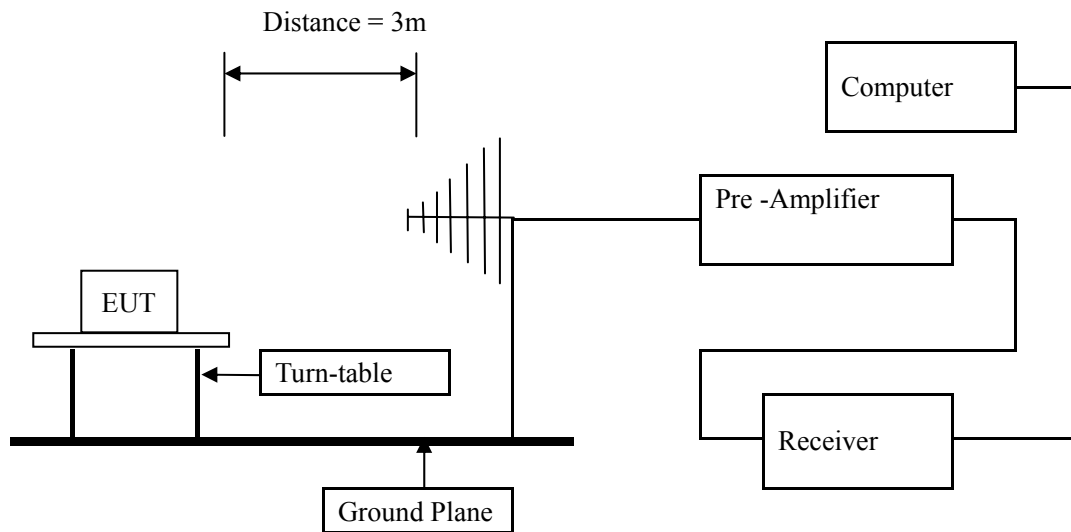 Distance = 3m
Computer
Pre -Amplifier
EUT
Turn-table
Receiver
Ground Plane